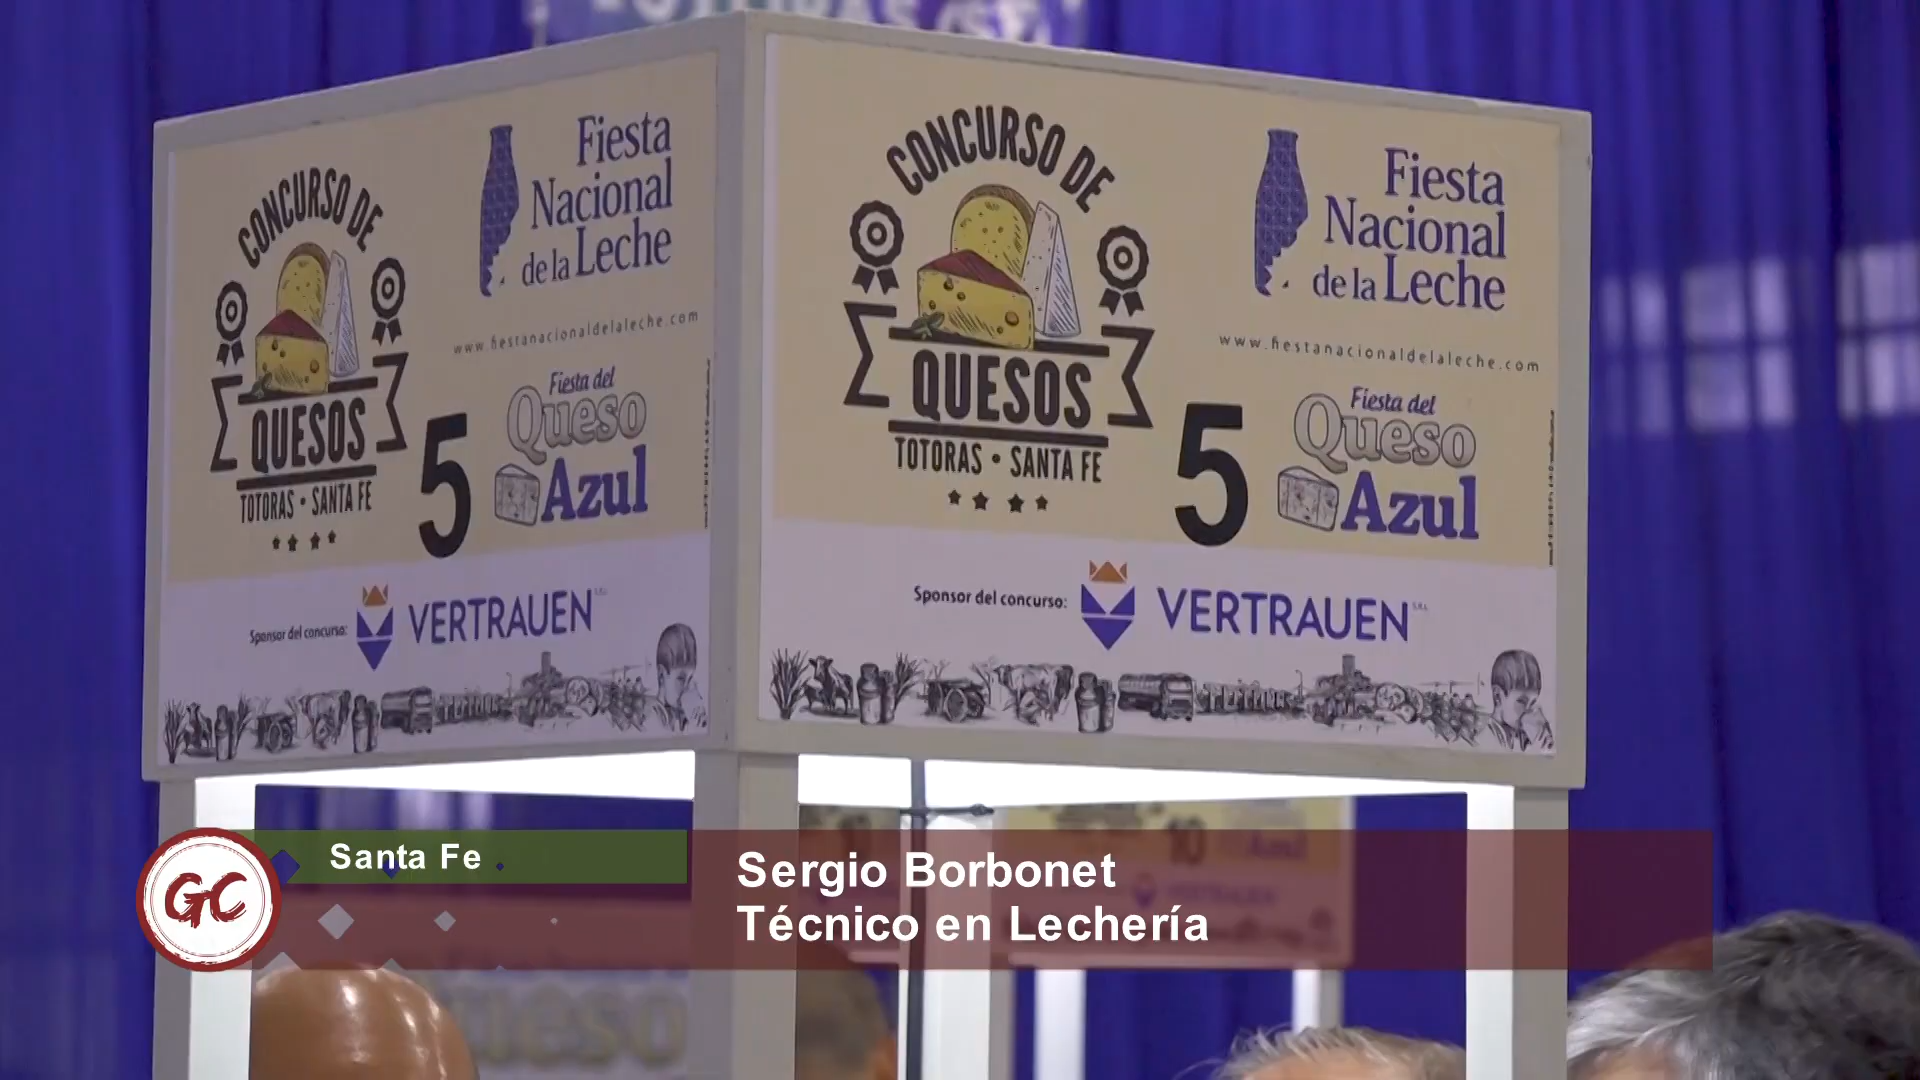 CONCURSO DE
QUESOS
TOTORAS • SANTA FE
5
Fiesta
Nacional
de la Leche
www.fiestanacionaldelaleche.com
Fiesta del
Queso
Azul
Sponsor del concurso:
VERTRAUEN
CONCURSO DE
QUESOS
TOTORAS • SANTA FE
5
Fiesta
Nacional
de la Leche
www.fiestanacionaldelaleche.com
Fiesta del
Queso
Azul
Sponsor del concurso:
VERTRAUEN
10
GC
Santa Fe
Sergio Borbonet
Técnico en Lechería